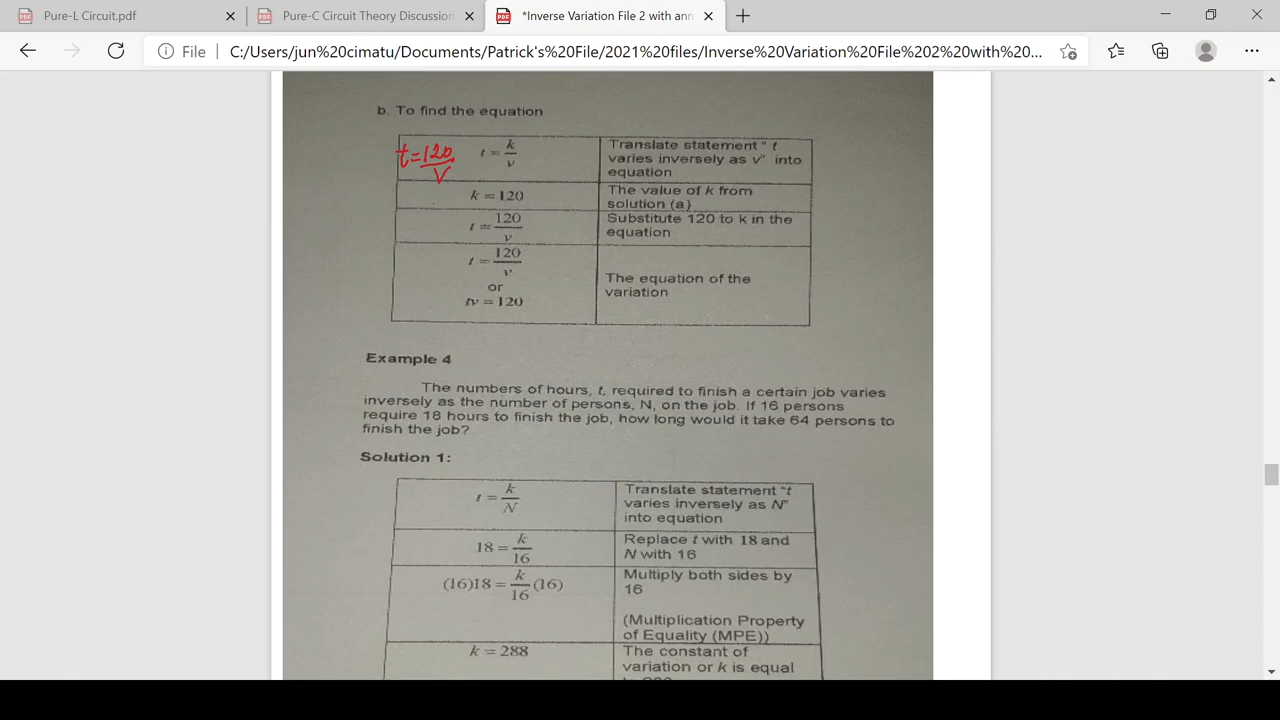 Pure-L Circuit.pdf
Pure-C Circuit Theory Discussion
*Inverse Variation File 2 with ann
File
C:/Users/jun%20cimatu/Documents/Patrick's%20File/2021%20files/Inverse%20Variation%20File%202%20with%20...
b. To find the equation
t=120/V
t = k/v
Translate statement " t
varies inversely as v" into
equation
k = 120
The value of k from
solution (a)
t = 120/v
Substitute 120 to k in the
equation
t = 120/v
or
tv = 120
The equation of the
variation
Example 4
The numbers of hours, t, required to finish a certain job varies
inversely as the number of persons, N, on the job. If 16 persons
require 18 hours to finish the job, how long would it take 64 persons to
finish the job?
Solution 1:
t = k/N
Translate statement "t
varies inversely as N"
into equation
18 = k/16
Replace t with 18 and
N with 16
(16)18 = k/16 (16)
Multiply both sides by
16
(Multiplication Property
of Equality (MPE))
k = 288
The constant of
variation or k is equal